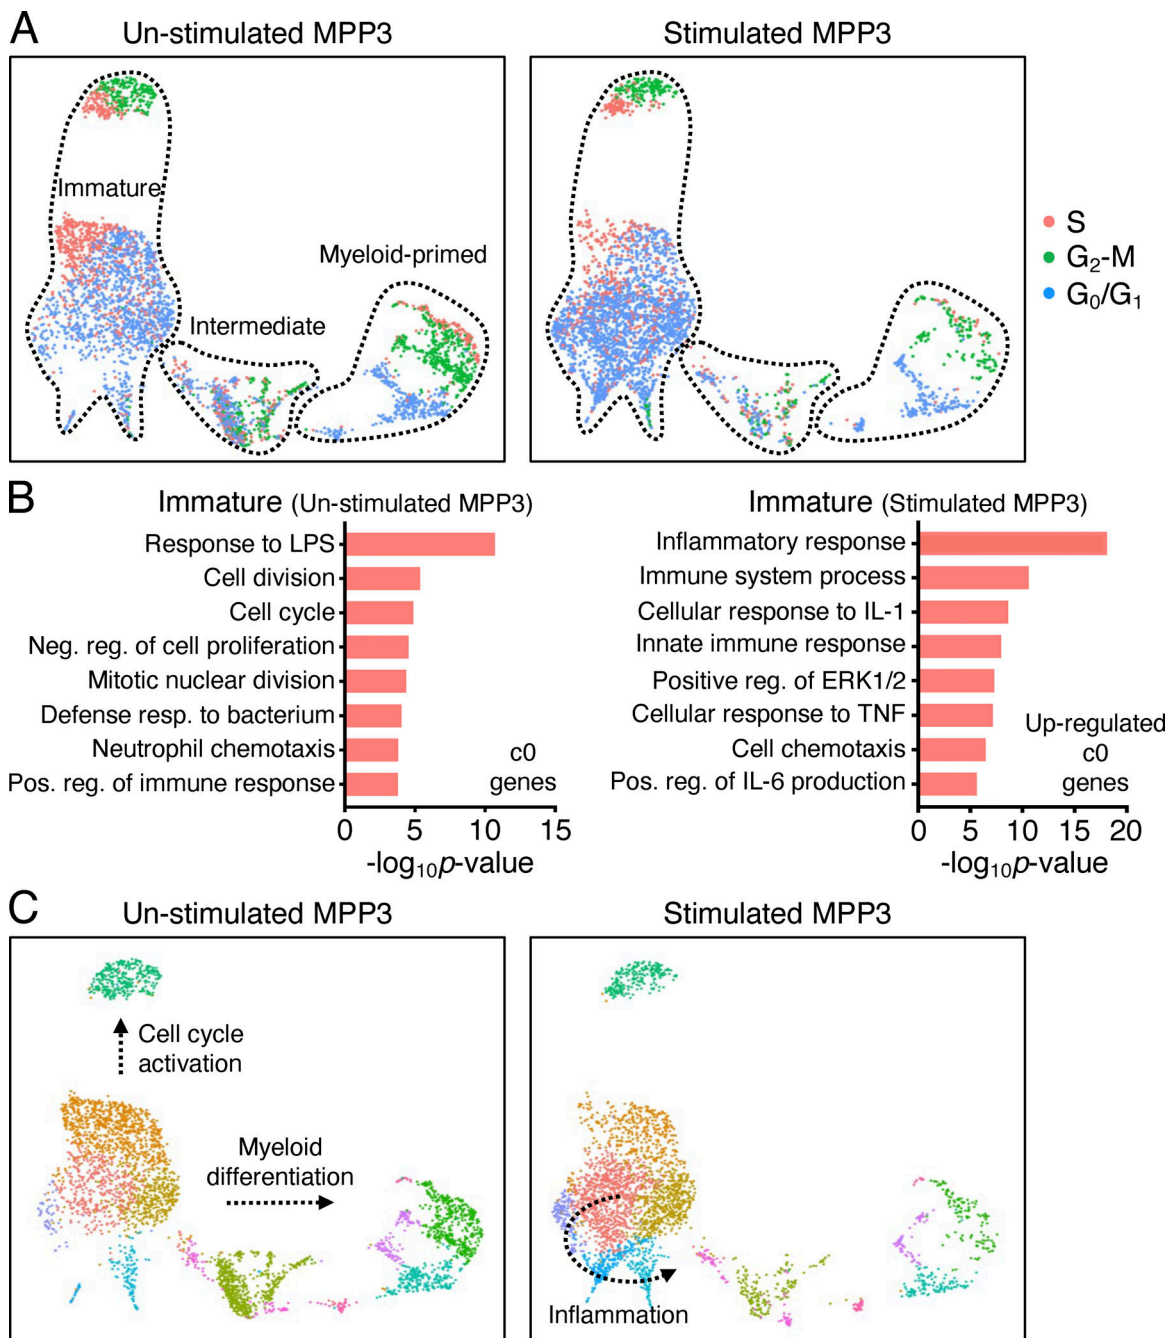 A
Un-stimulated MPP3
Stimulated MPP3
Immature
Intermediate
Myeloid-primed
S
G₂-M
G₀/G₁
B
Immature (Un-stimulated MPP3)
Response to LPS
Cell division
Cell cycle
Neg. reg. of cell proliferation
Mitotic nuclear division
Defense resp. to bacterium
Neutrophil chemotaxis
Pos. reg. of immune response
c0
genes
0 5 10 15
-log₁₀p-value
Immature (Stimulated MPP3)
Inflammatory response
Immune system process
Cellular response to IL-1
Innate immune response
Positive reg. of ERK1/2
Cellular response to TNF
Cell chemotaxis
Pos. reg. of IL-6 production
Up-regulated
c0
genes
0 5 10 15 20
-log₁₀p-value
C
Un-stimulated MPP3
Stimulated MPP3
Cell cycle
activation
Myeloid
differentiation
Inflammation